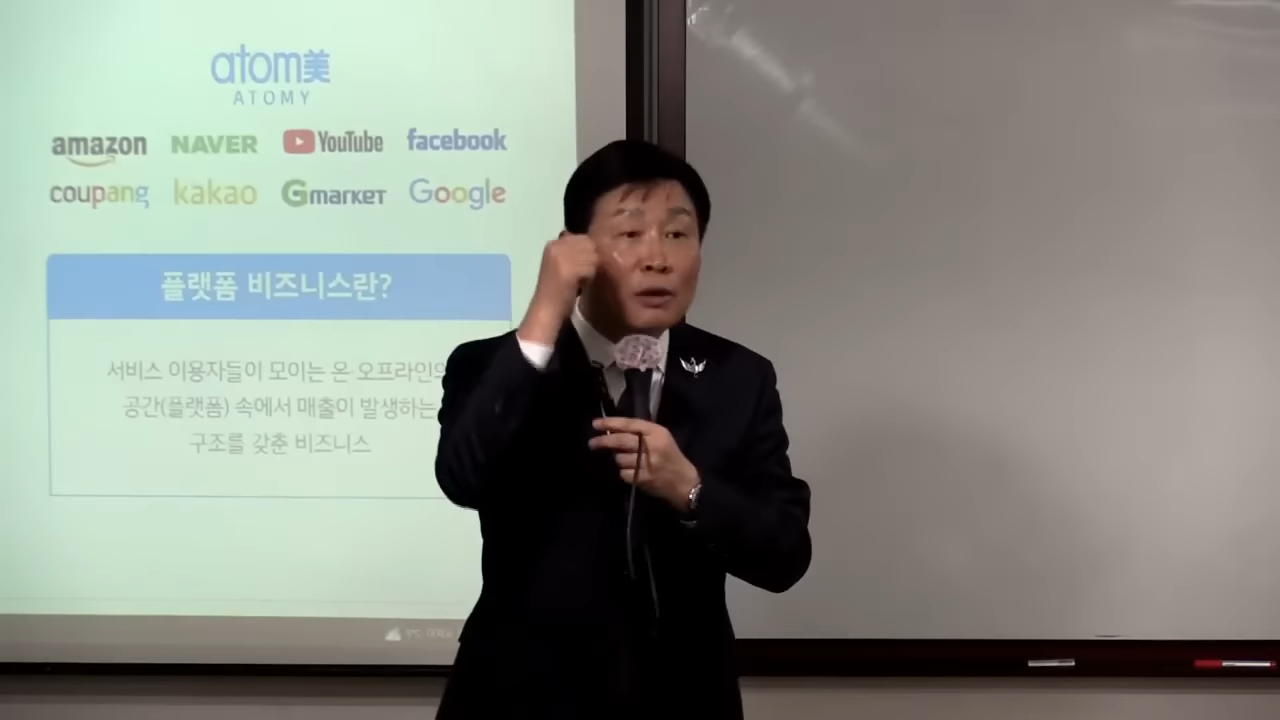 atom美
ATOMY
amazon NAVER YouTube facebook
coupang kakao Gmarket Google
플랫폼 비즈니스란?
서비스 이용자들이 모이는 온 오프라인의
공간(플랫폼) 속에서 매출이 발생하는
구조를 갖춘 비즈니스